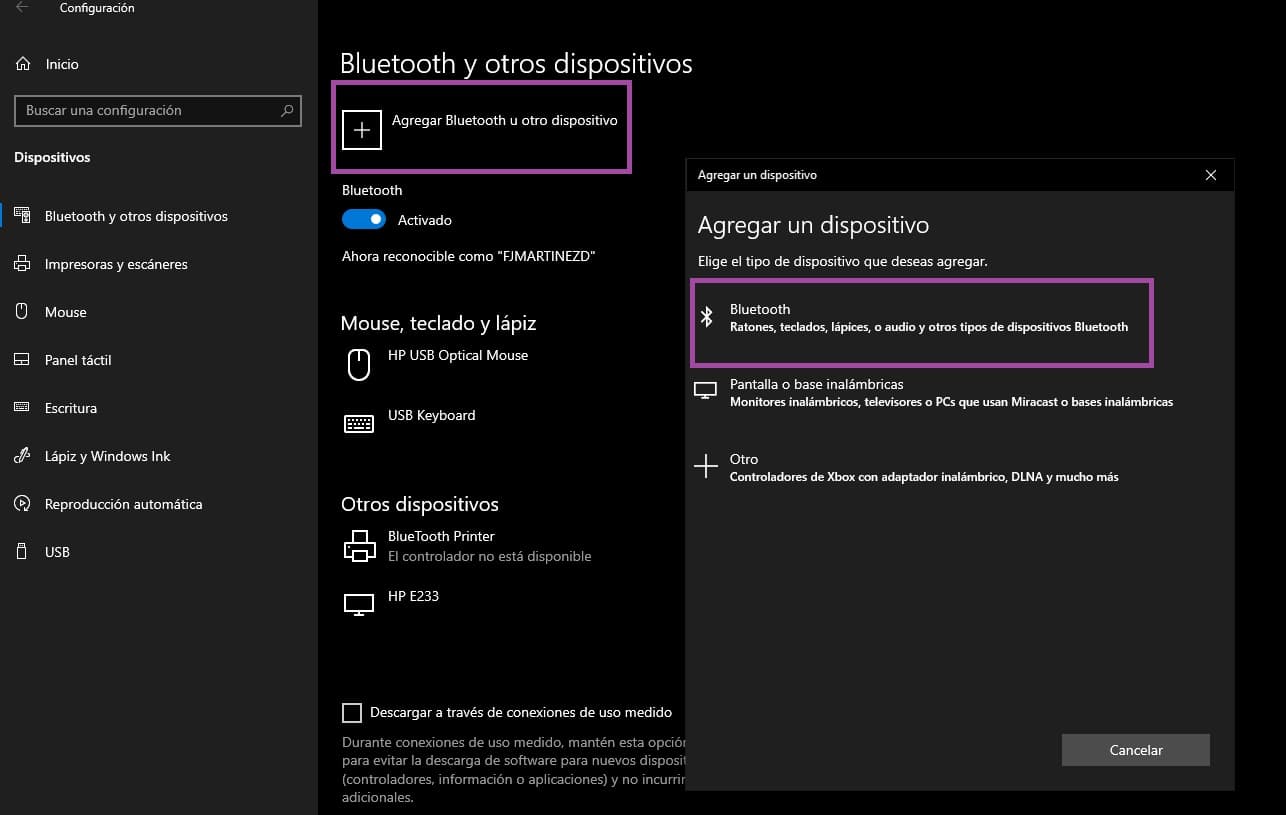 Configuración
Inicio
Buscar una configuración
Dispositivos
Bluetooth y otros dispositivos
Impresoras y escáneres
Mouse
Panel táctil
Escritura
Lápiz y Windows Ink
Reproducción automática
USB
Bluetooth y otros dispositivos
Agregar Bluetooth u otro dispositivo
Bluetooth
Activado
Ahora reconocible como "FJMARTINEZD"
Mouse, teclado y lápiz
HP USB Optical Mouse
USB Keyboard
Otros dispositivos
BlueTooth Printer
El controlador no está disponible
HP E233
Descargar a través de conexiones de uso medido
Durante conexiones de uso medido, mantén esta opción
para evitar la descarga de software para nuevos disposit
(controladores, información o aplicaciones) y no incurrir
adicionales.
Agregar un dispositivo
Agregar un dispositivo
Elige el tipo de dispositivo que deseas agregar.
Bluetooth
Ratones, teclados, lápices, o audio y otros tipos de dispositivos Bluetooth
Pantalla o base inalámbricas
Monitores inalámbricos, televisores o PCs que usan Miracast o bases inalámbricas
Otro
Controladores de Xbox con adaptador inalámbrico, DLNA y mucho más
Cancelar